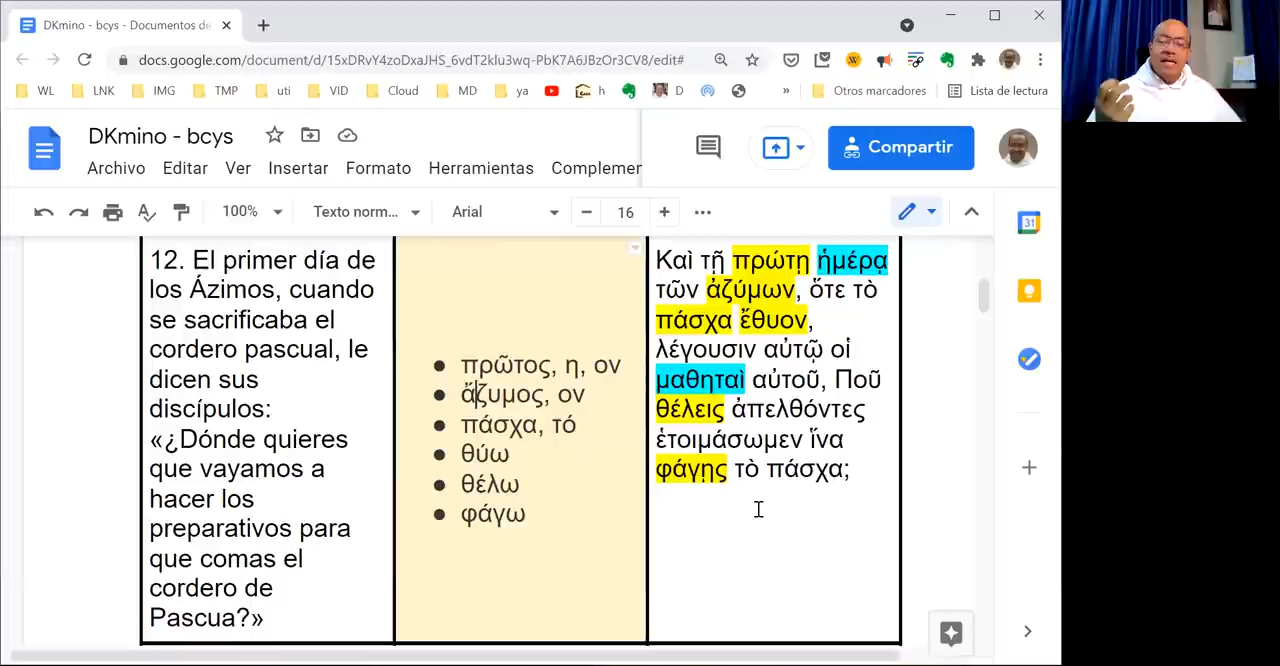 DKmino - bcys - Documentos de
docs.google.com/document/d/15xDRvY4zoDxaJHS_6vdT2klu3wq-PbK7A6JBzOr3CV8/edit#
WL LNK IMG TMP uti VID Cloud MD ya h D » Otros marcadores Lista de lectura
DKmino - bcys
Compartir
Archivo Editar Ver Insertar Formato Herramientas Complemen
100% Texto norm... Arial 16
31
12. El primer día de
los Ázimos, cuando
se sacrificaba el
cordero pascual, le
dicen sus
discípulos:
«¿Dónde quieres
que vayamos a
hacer los
preparativos para
que comas el
cordero de
Pascua?»
πρῶτος, η, ον
ἄζυμος, ον
πάσχα, τό
θύω
θέλω
φάγω
Καὶ τῇ πρώτῃ ἡμέρᾳ
τῶν ἀζύμων, ὅτε τὸ
πάσχα ἔθυον,
λέγουσιν αὐτῷ οἱ
μαθηταὶ αὐτοῦ, Ποῦ
θέλεις ἀπελθόντες
ἑτοιμάσωμεν ἵνα
φάγῃς τὸ πάσχα;